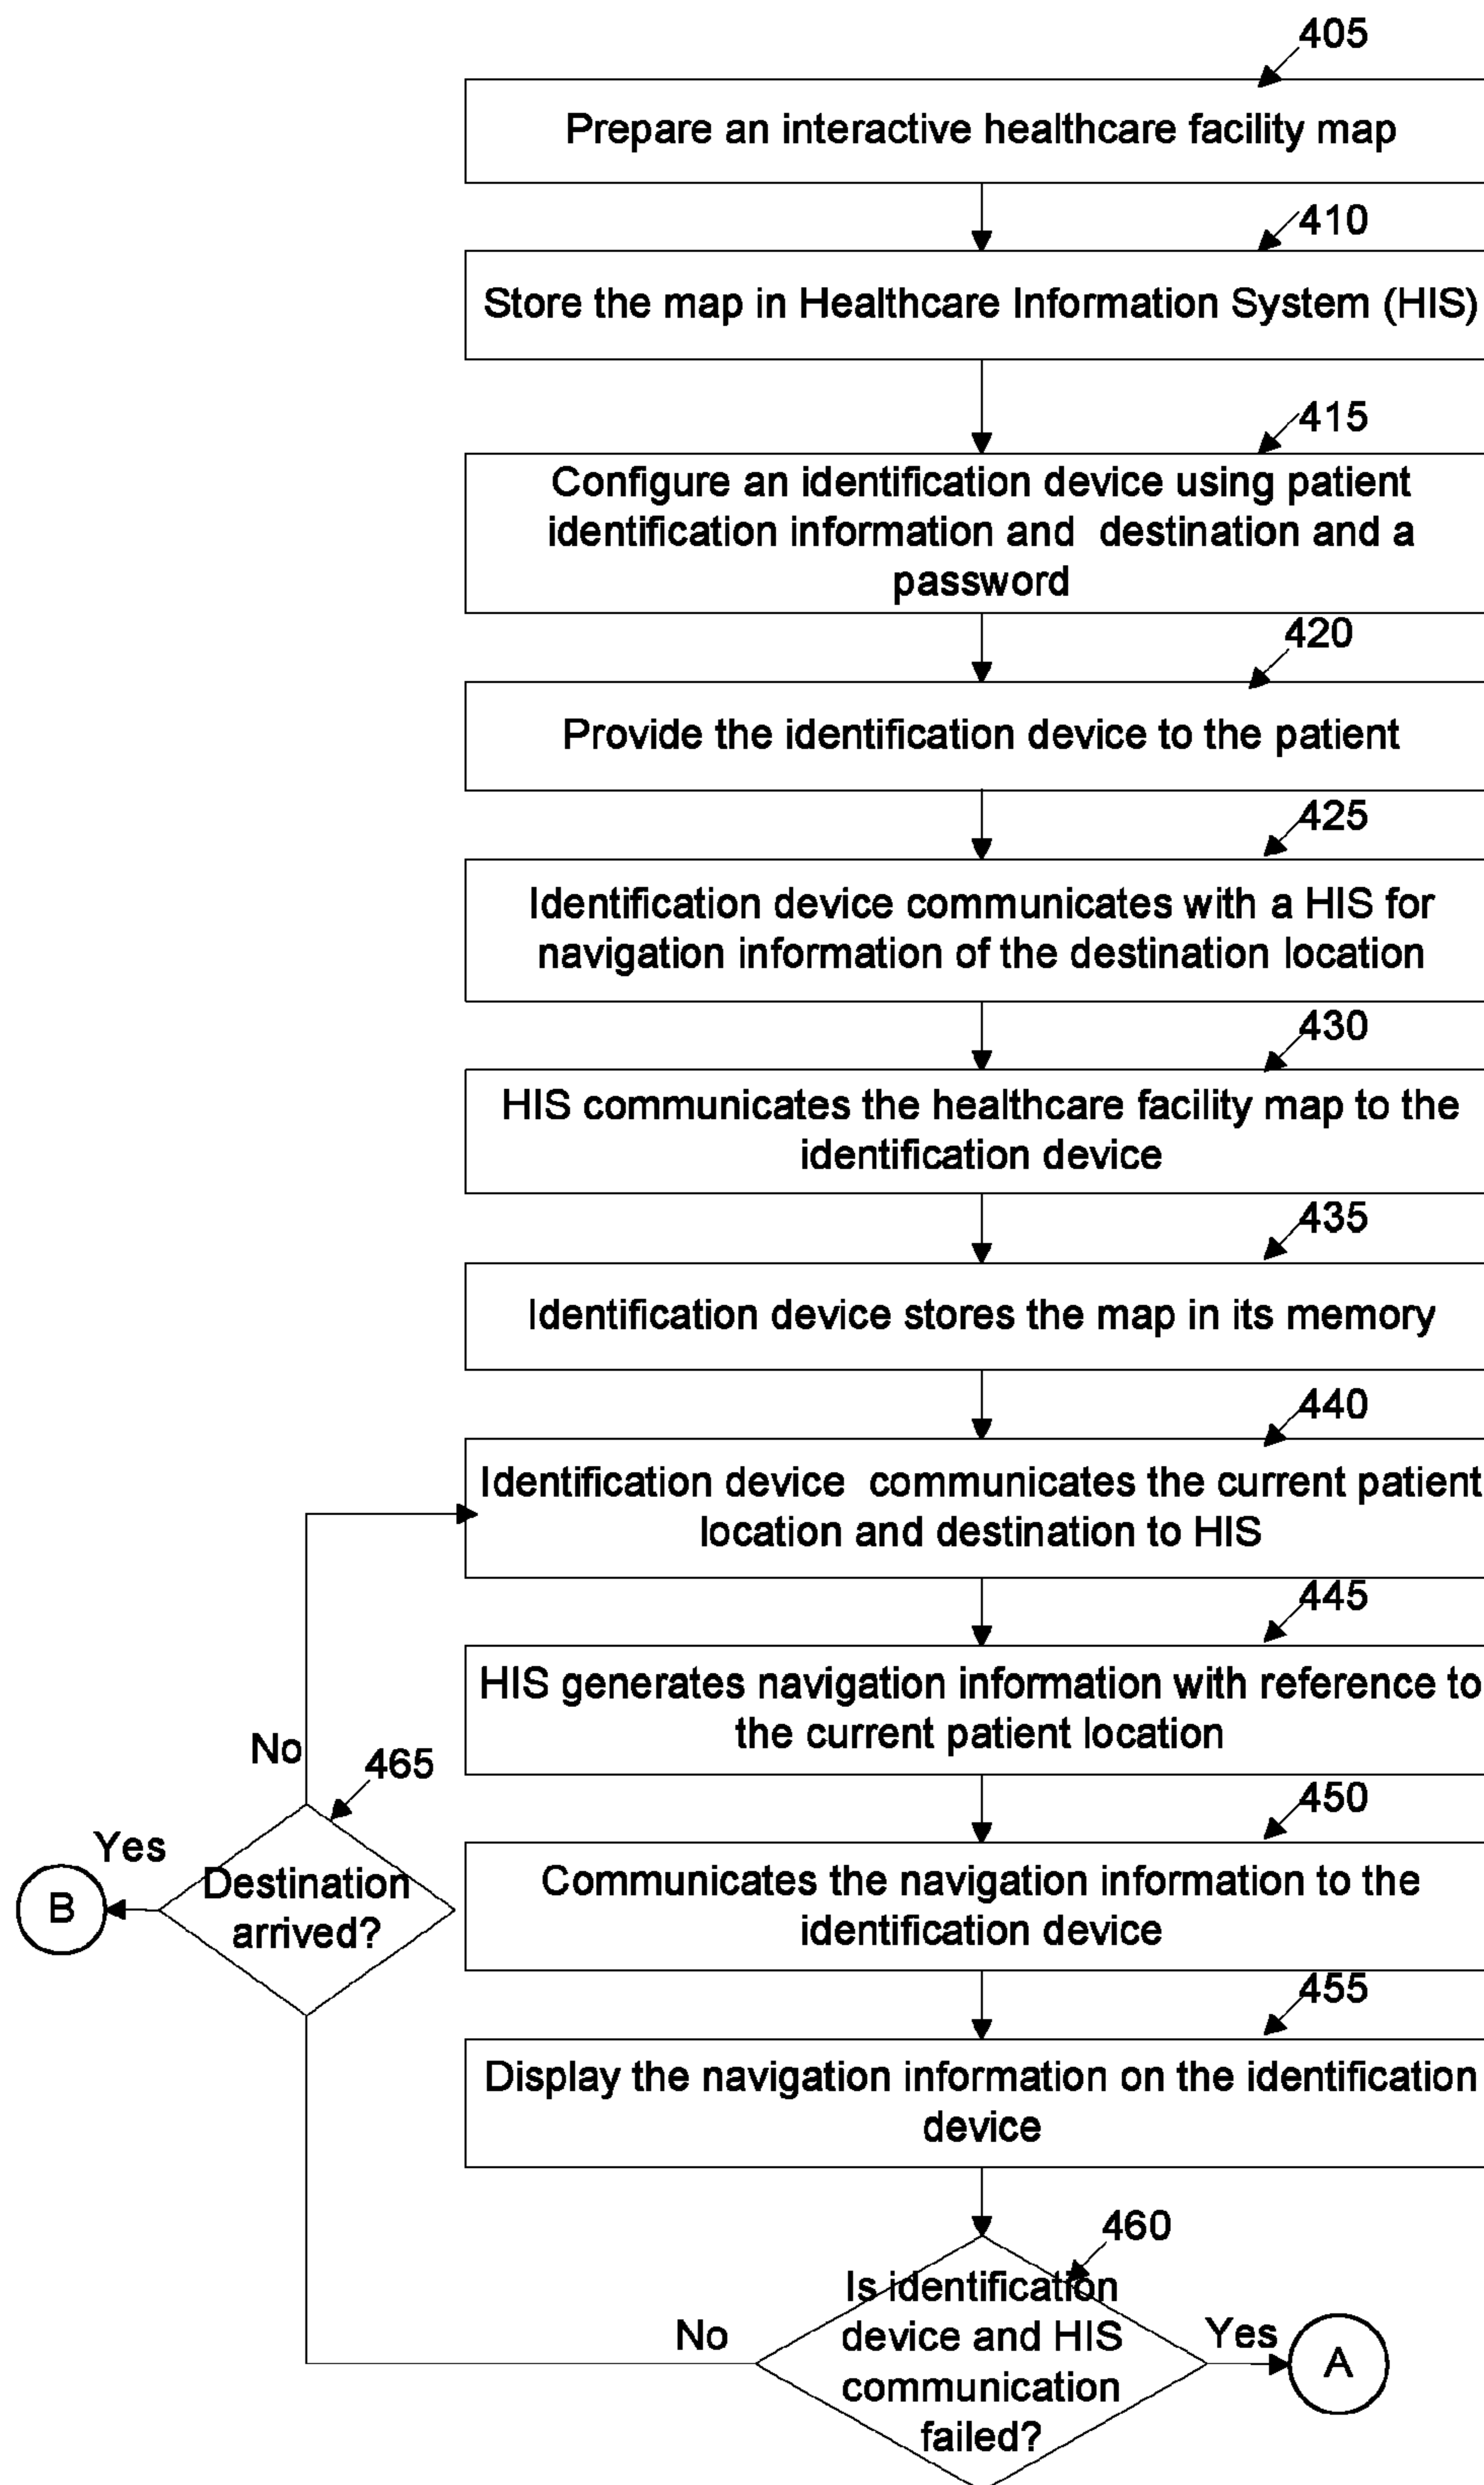 405
Prepare an interactive healthcare facility map
410
Store the map in Healthcare Information System (HIS)
415
Configure an identification device using patient
identification information and destination and a
password
420
Provide the identification device to the patient
425
Identification device communicates with a HIS for
navigation information of the destination location
430
HIS communicates the healthcare facility map to the
identification device
435
Identification device stores the map in its memory
440
Identification device communicates the current patient
location and destination to HIS
445
HIS generates navigation information with reference to
the current patient location
No
465
Yes
B
Destination
arrived?
450
Communicates the navigation information to the
identification device
455
Display the navigation information on the identification
device
460
Is identification
device and HIS
communication
failed?
No
Yes
A